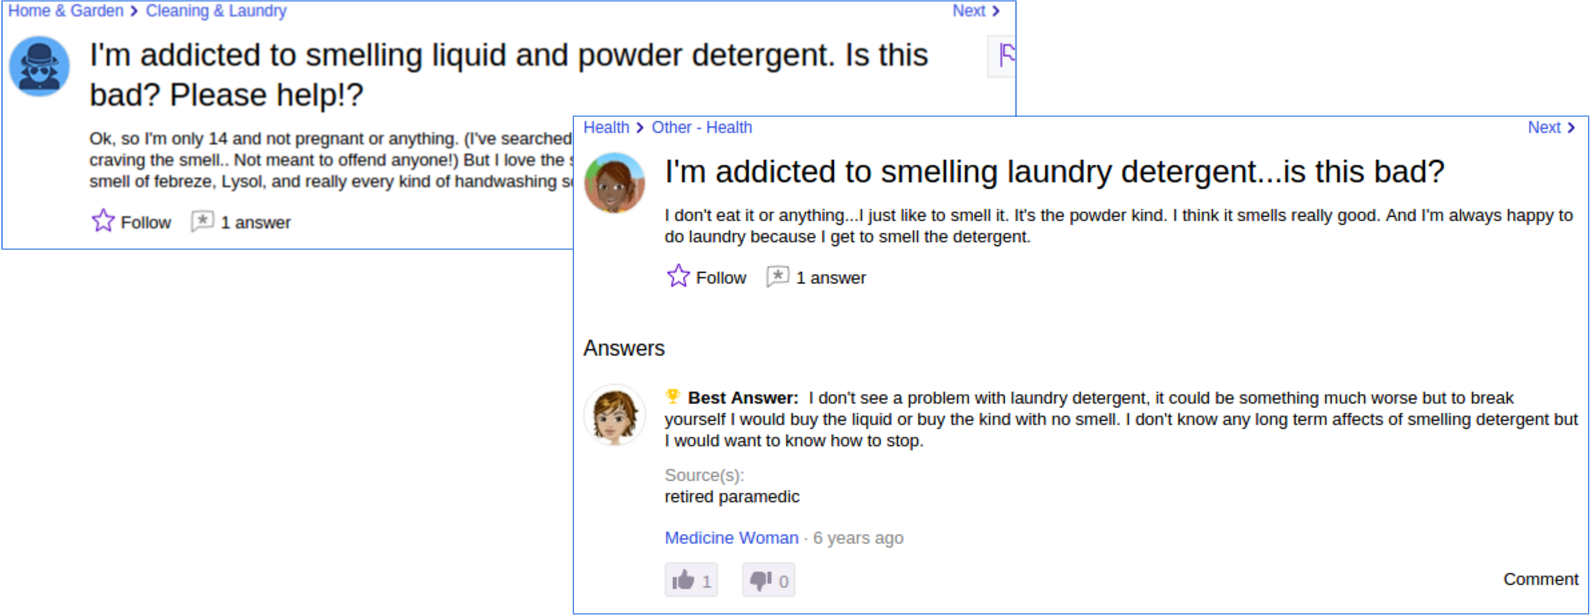 Home & Garden > Cleaning & Laundry
Next >
I'm addicted to smelling liquid and powder detergent. Is this
bad? Please help!?
Ok, so I'm only 14 and not pregnant or anything. (I've searched
craving the smell.. Not meant to offend anyone!) But I love the
smell of febreze, Lysol, and really every kind of handwashing
Follow 1 answer
Health > Other - Health
Next >
I'm addicted to smelling laundry detergent...is this bad?
I don't eat it or anything...I just like to smell it. It's the powder kind. I think it smells really good. And I'm always happy to
do laundry because I get to smell the detergent.
Follow 1 answer
Answers
Best Answer: I don't see a problem with laundry detergent, it could be something much worse but to break
yourself I would buy the liquid or buy the kind with no smell. I don't know any long term affects of smelling detergent but
I would want to know how to stop.
Source(s):
retired paramedic
Medicine Woman · 6 years ago
1 0
Comment